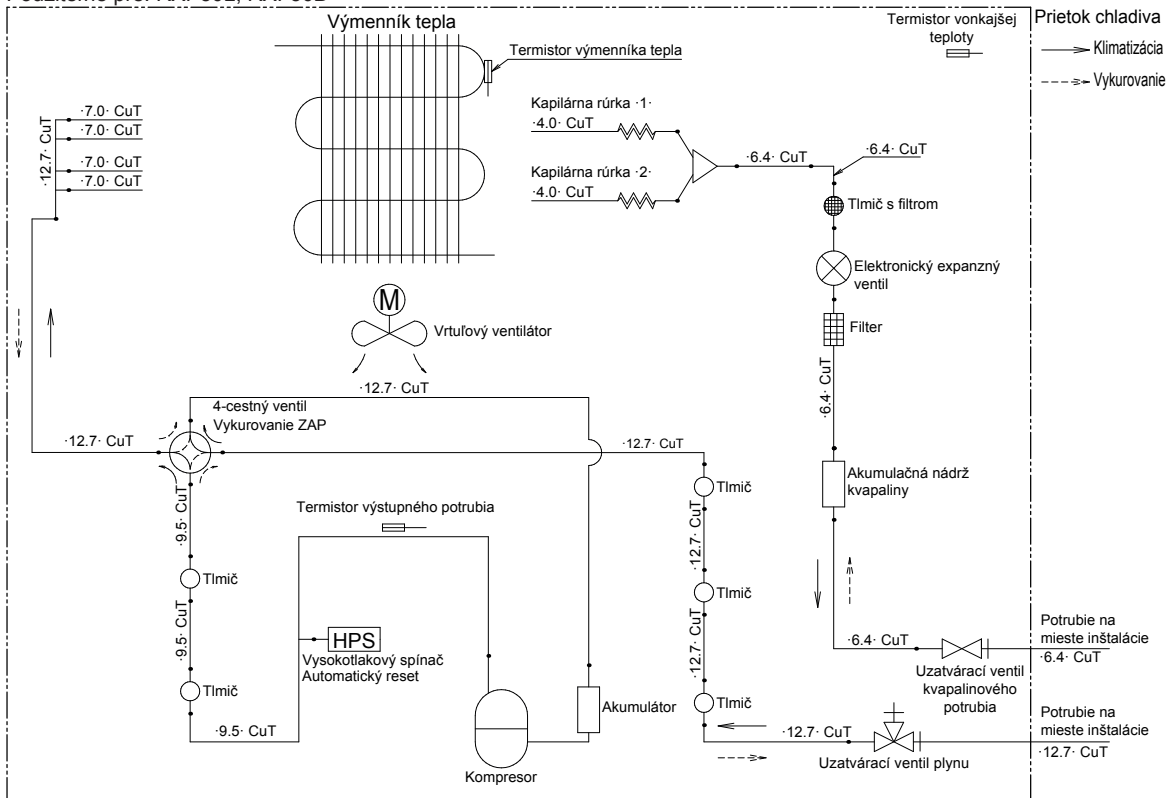 Výmenník tepla
Termistor výmenníka tepla
Termistor vonkajšej
teploty
Prietok chladiva
Klimatizácia
Vykurovanie
·7.0· CuT
·7.0· CuT
·7.0· CuT
·7.0· CuT
·12.7· CuT
Kapilárna rúrka ·1·
·4.0· CuT
Kapilárna rúrka ·2·
·4.0· CuT
·6.4· CuT
·6.4· CuT
Tlmič s filtrom
Elektronický expanzný
ventil
Filter
·6.4· CuT
M
Vrtuľový ventilátor
·12.7· CuT
4-cestný ventil
Vykurovanie ZAP
·12.7· CuT
·12.7· CuT
Akumulačná nádrž
kvapaliny
Termistor výstupného potrubia
·9.5· CuT
Tlmič
·9.5· CuT
Tlmič
·9.5· CuT
HPS
Vysokotlakový spínač
Automatický reset
Kompresor
Akumulátor
Tlmič
·12.7· CuT
Tlmič
·12.7· CuT
Tlmič
·12.7· CuT
Uzatvárací ventil plynu
·6.4· CuT
Uzatvárací ventil
kvapalinového
potrubia
Potrubie na
mieste inštalácie
·6.4· CuT
Potrubie na
mieste inštalácie
·12.7· CuT